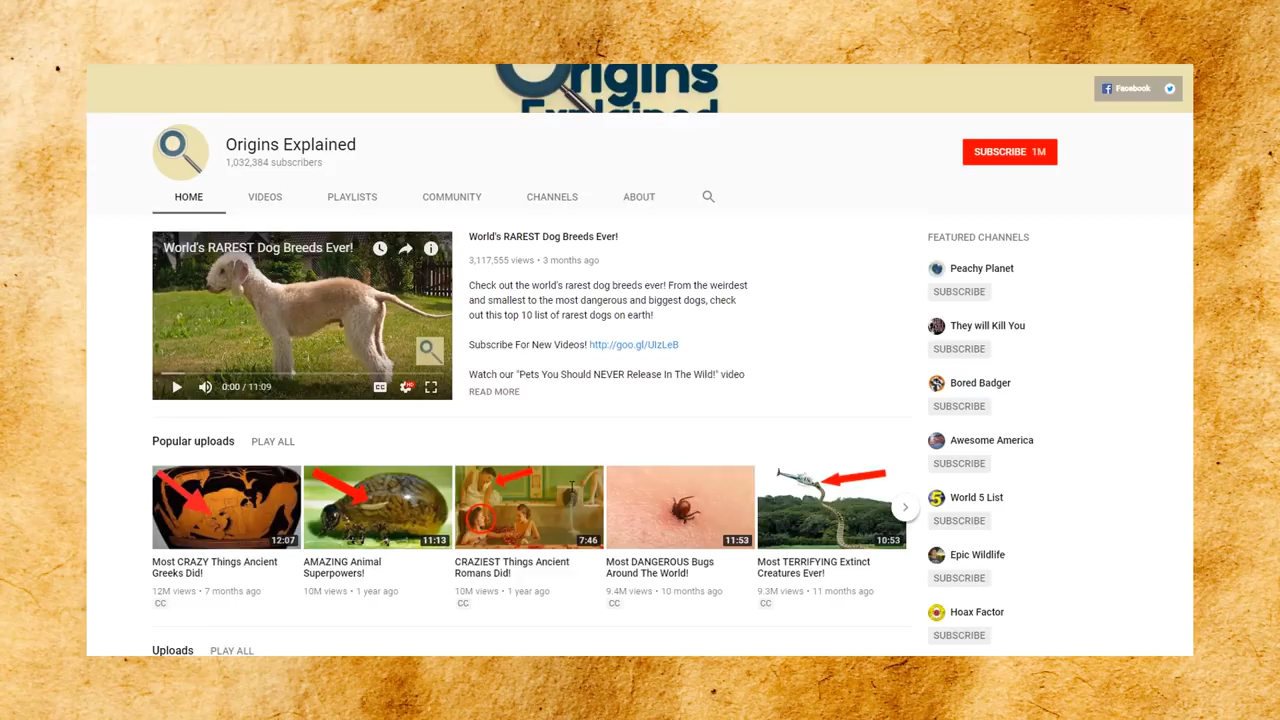 Origins
Explained
Facebook
Origins Explained
1,032,384 subscribers
SUBSCRIBE 1M
HOME VIDEOS PLAYLISTS COMMUNITY CHANNELS ABOUT
World's RAREST Dog Breeds Ever!
0:00 / 11:09
CC
HD
World's RAREST Dog Breeds Ever!
3,117,555 views • 3 months ago
Check out the world's rarest dog breeds ever! From the weirdest
and smallest to the most dangerous and biggest dogs, check
out this top 10 list of rarest dogs on earth!
Subscribe For New Videos! http://goo.gl/UIzLeB
Watch our "Pets You Should NEVER Release In The Wild!" video
READ MORE
Popular uploads PLAY ALL
12:07
Most CRAZY Things Ancient
Greeks Did!
12M views • 7 months ago
CC
11:13
AMAZING Animal
Superpowers!
10M views • 1 year ago
7:46
CRAZIEST Things Ancient
Romans Did!
10M views • 1 year ago
CC
11:53
Most DANGEROUS Bugs
Around The World!
9.4M views • 10 months ago
CC
10:53
Most TERRIFYING Extinct
Creatures Ever!
9.3M views • 11 months ago
CC
Uploads PLAY ALL
FEATURED CHANNELS
Peachy Planet
SUBSCRIBE
They will Kill You
SUBSCRIBE
Bored Badger
SUBSCRIBE
Awesome America
SUBSCRIBE
5
World 5 List
SUBSCRIBE
Epic Wildlife
SUBSCRIBE
Hoax Factor
SUBSCRIBE